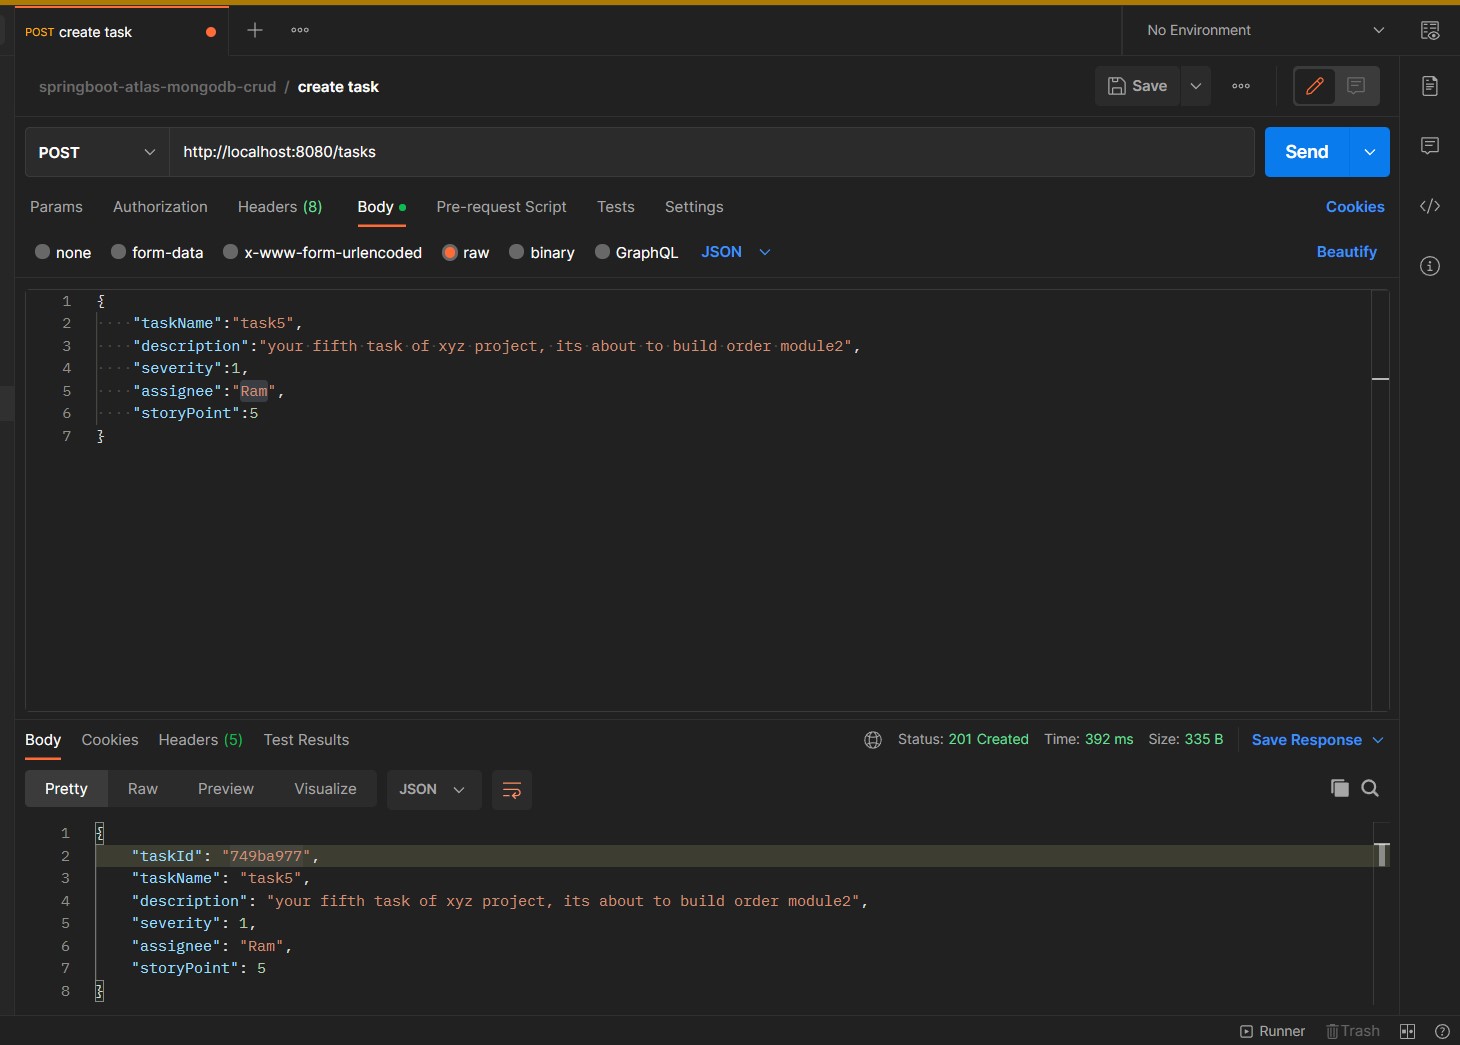 POST create task
No Environment
springboot-atlas-mongodb-crud / create task
Save
POST
http://localhost:8080/tasks
Send
Params Authorization Headers (8) Body Pre-request Script Tests Settings Cookies
none form-data x-www-form-urlencoded raw binary GraphQL JSON Beautify
1 {
2 "taskName":"task5",
3 "description":"your fifth task of xyz project, its about to build order module2",
4 "severity":1,
5 "assignee":"Ram",
6 "storyPoint":5
7 }
Body Cookies Headers (5) Test Results Status: 201 Created Time: 392 ms Size: 335 B Save Response
Pretty Raw Preview Visualize JSON
1 {
2 "taskId": "749ba977",
3 "taskName": "task5",
4 "description": "your fifth task of xyz project, its about to build order module2",
5 "severity": 1,
6 "assignee": "Ram",
7 "storyPoint": 5
8 }
Runner Trash